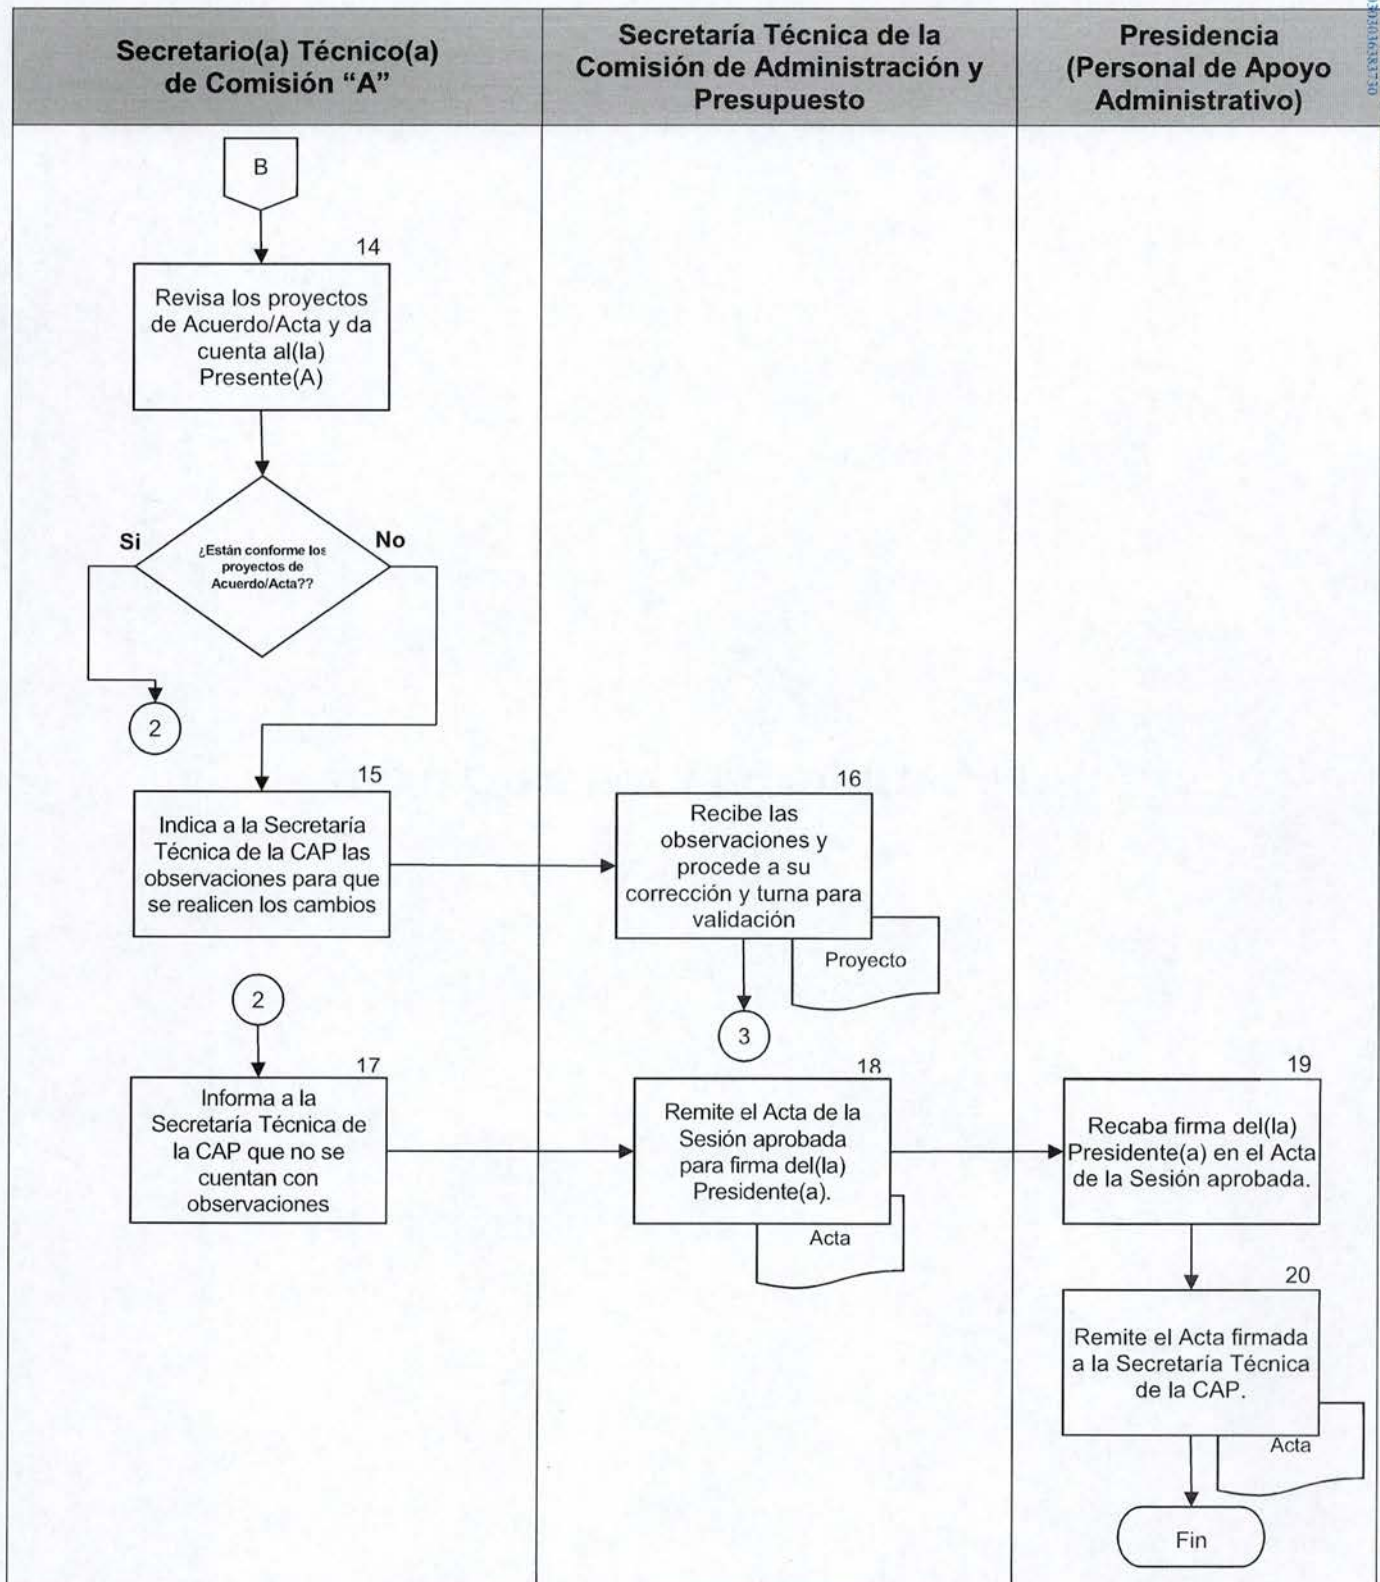 Secretario(a) Técnico(a)
de Comisión “A”
Secretaría Técnica de la
Comisión de Administración y
Presupuesto
Presidencia
(Personal de Apoyo
Administrativo)
B
14
Revisa los proyectos
de Acuerdo/Acta y da
cuenta al(la)
Presente(A)
Si
¿Están conforme los
proyectos de
Acuerdo/Acta??
No
2
15
Indica a la Secretaría
Técnica de la CAP las
observaciones para que
se realicen los cambios
16
Recibe las
observaciones y
procede a su
corrección y turna para
validación
Proyecto
3
2
17
Informa a la
Secretaría Técnica de
la CAP que no se
cuentan con
observaciones
18
Remite el Acta de la
Sesión aprobada
para firma del(la)
Presidente(a).
Acta
19
Recaba firma del(la)
Presidente(a) en el Acta
de la Sesión aprobada.
20
Remite el Acta firmada
a la Secretaría Técnica
de la CAP.
Acta
Fin